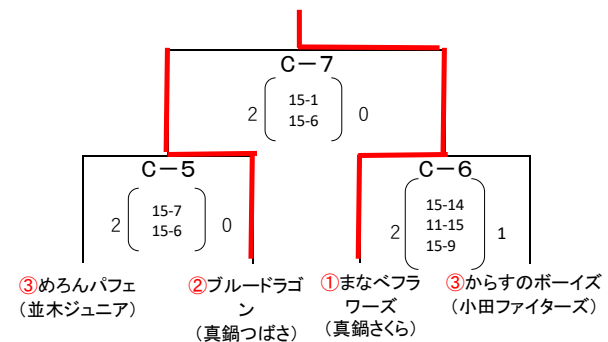 C-7
2
15-1
15-6
0
C-5
2
15-7
15-6
0
C-6
2
15-14
11-15
15-9
1
③めろんパフェ
(並木ジュニア)
②ブルードラゴ
ン
(真鍋つばさ)
①まなべフラ
ワーズ
(真鍋さくら)
③からすのボーイズ
(小田ファイターズ)